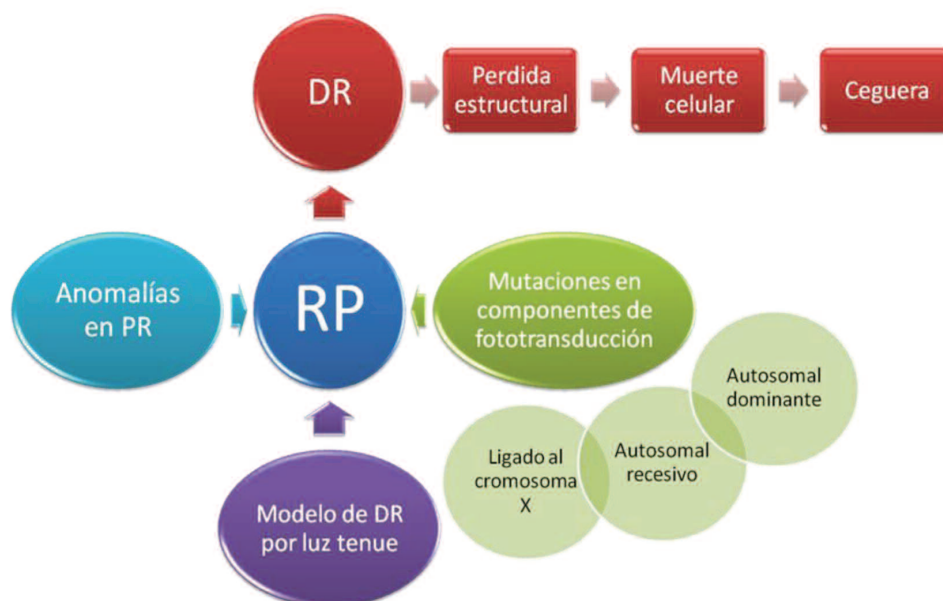 DR
Perdida
estructural
Muerte
celular
Ceguera
Anomalías
en PR
RP
Mutaciones en
componentes de
fototransducción
Autosomal
dominante
Ligado al
cromosoma
X
Autosomal
recesivo
Modelo de DR
por luz tenue